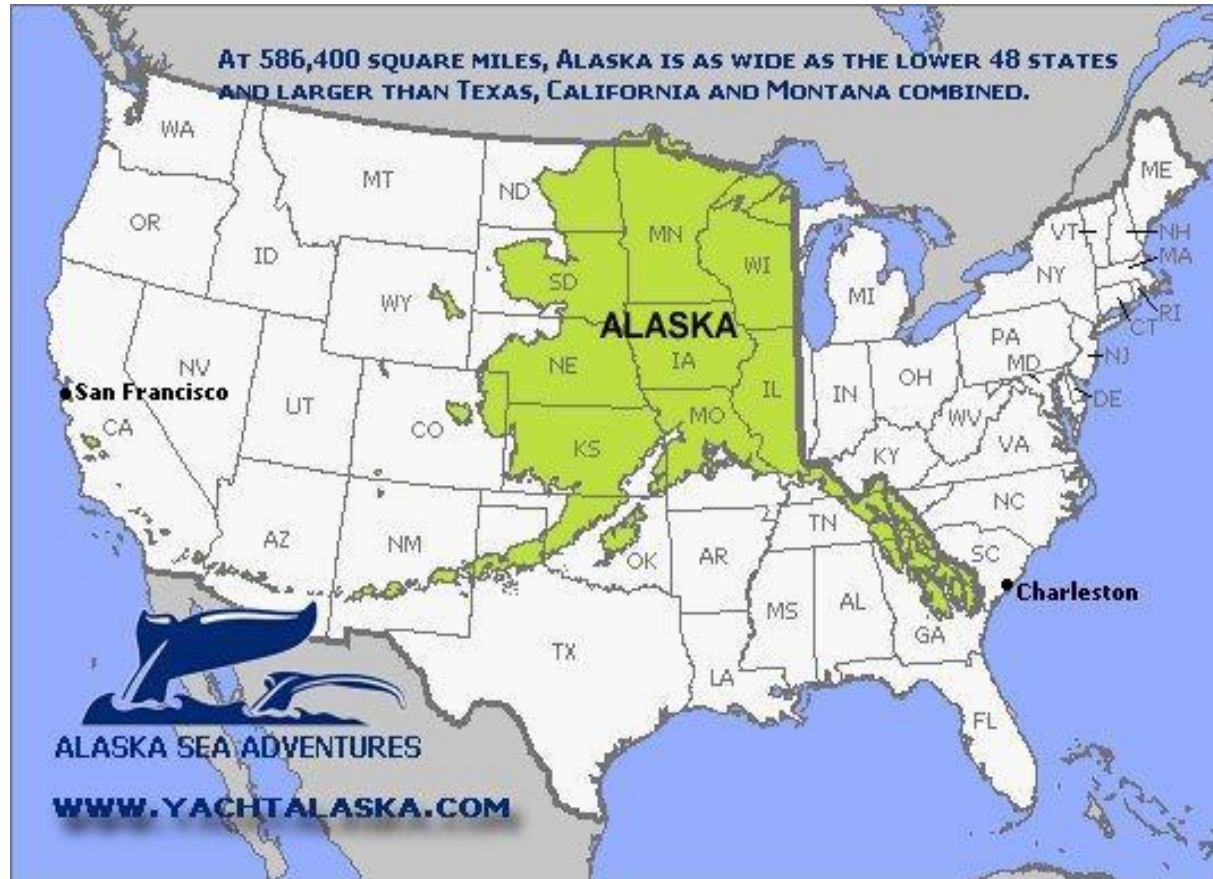 AT 586,400 SQUARE MILES, ALASKA IS AS WIDE AS THE LOWER 48 STATES
AND LARGER THAN TEXAS, CALIFORNIA AND MONTANA COMBINED.
WA
MT
ND
ME
OR
ID
MN
VT
NH
MA
WI
NY
WY
SD
MI
RI
CT
ALASKA
PA
NJ
NV
NE
IA
MD
OH
San Francisco
UT
IL
IN
DE
CA
CO
MO
WV
VA
KS
KY
NC
AZ
NM
TN
OK
AR
SC
Charleston
MS
AL
GA
TX
LA
FL
ALASKA SEA ADVENTURES
WWW.YACHTALASKA.COM